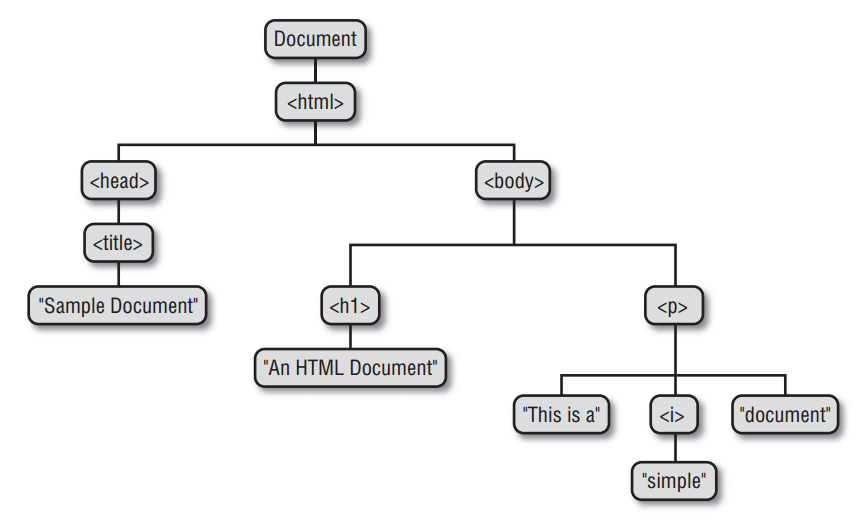 Document
<html>
<head>
<body>
<title>
"Sample Document"
<h1>
<p>
"An HTML Document"
"This is a"
<i>
"document"
"simple"